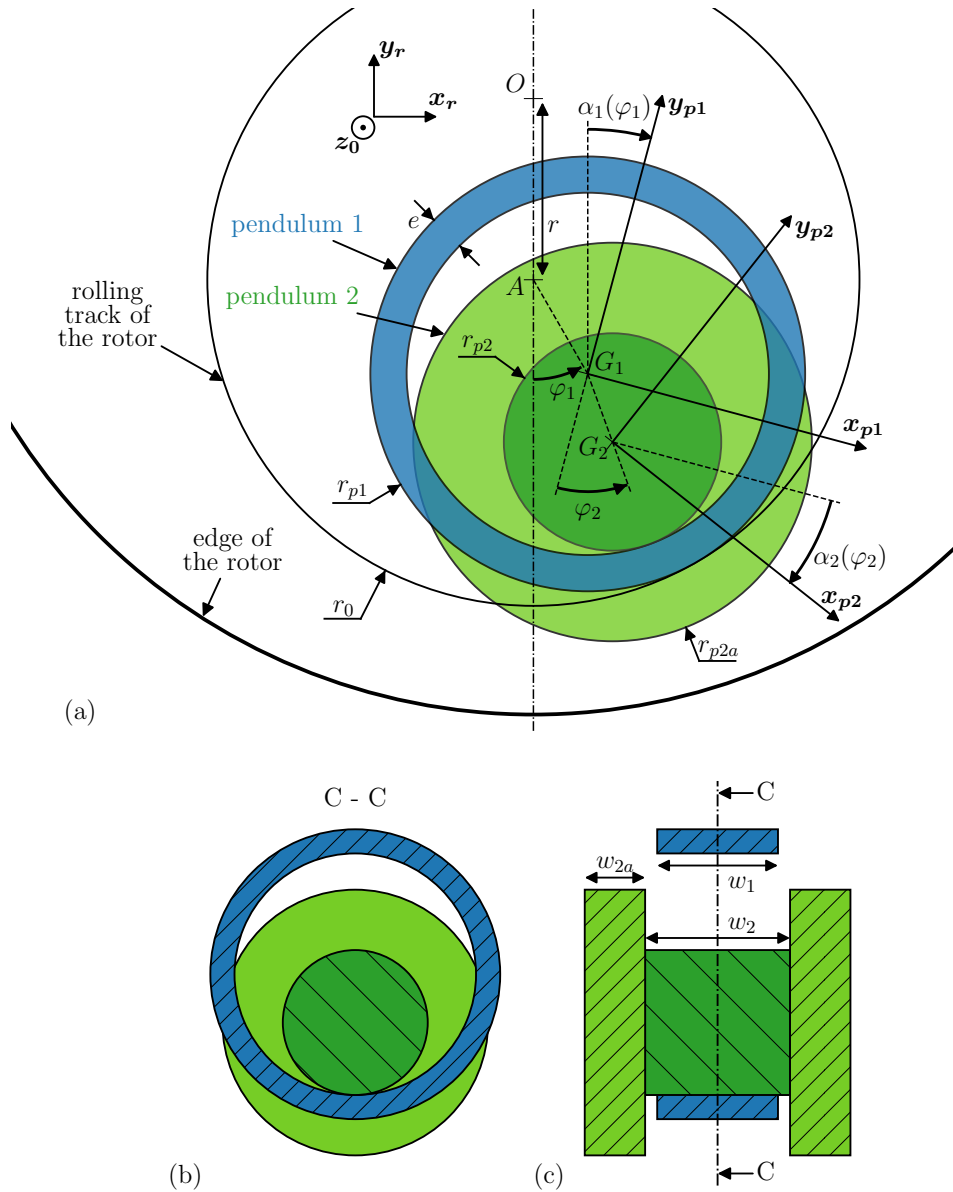 y_r
O
x_r
z_0
α_1(φ_1)
y_p1
pendulum 1
e
r
y_p2
A
pendulum 2
rolling
track of
the rotor
r_p2
G_1
φ_1
x_p1
G_2
r_p1
φ_2
edge of
the rotor
α_2(φ_2)
x_p2
r_0
r_p2a
(a)
C - C
C
w_2a
w_1
w_2
(b)
(c)
C